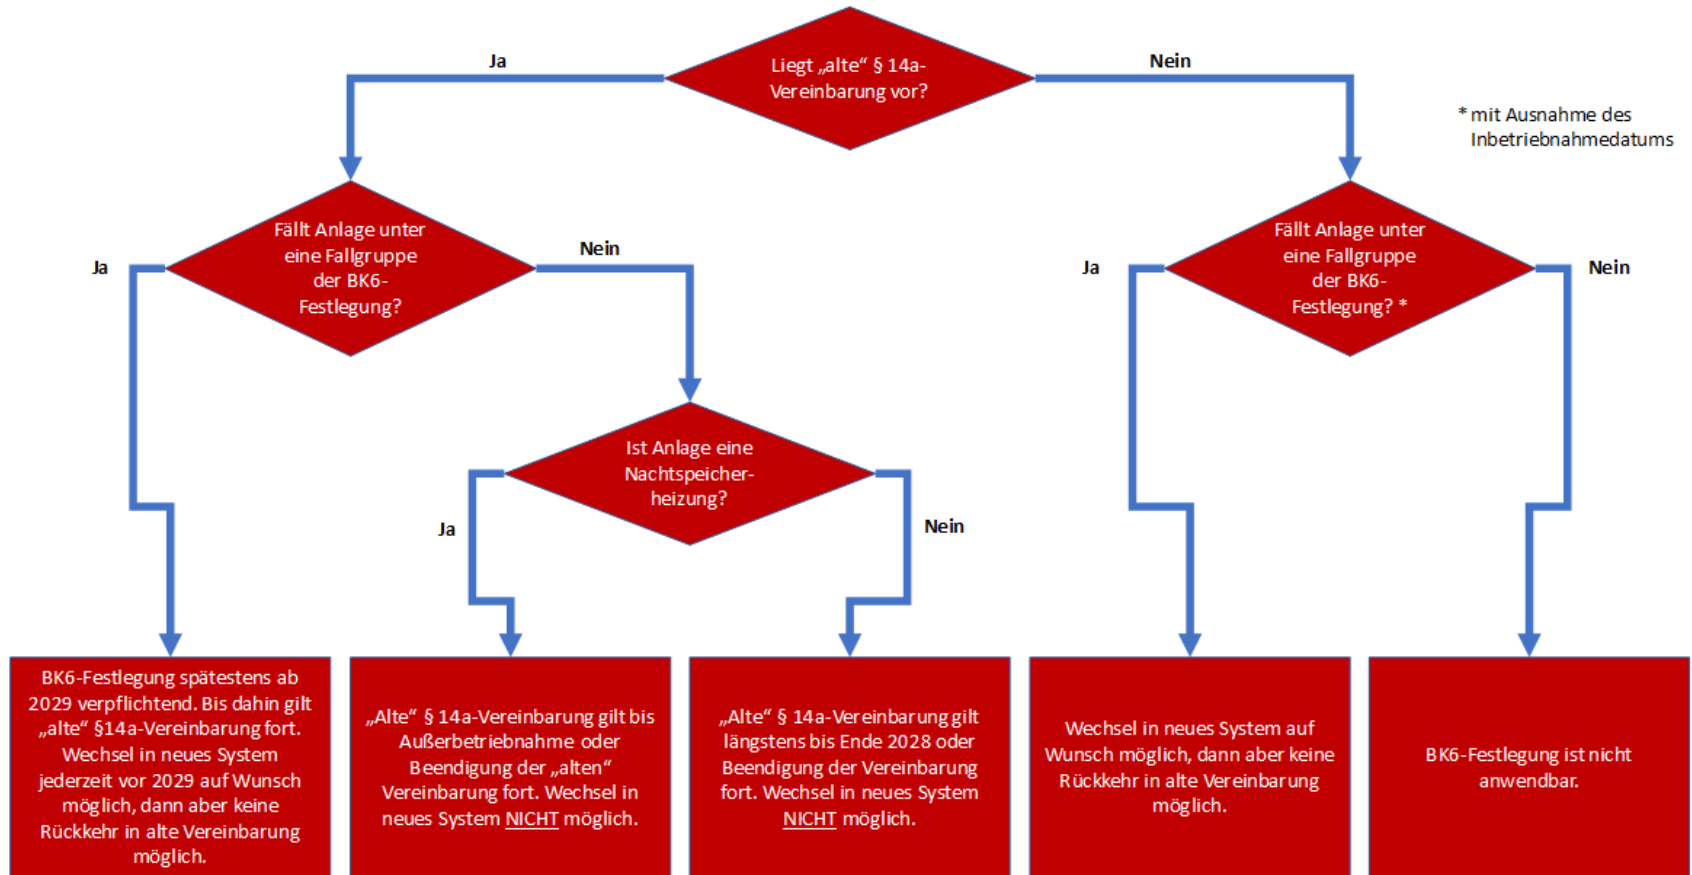 Ja
Liegt „alte“ § 14a-
Vereinbarung vor?
Nein
* mit Ausnahme des
Inbetriebnahmedatums
Fällt Anlage unter
eine Fallgruppe
der BK6-
Festlegung?
Ja
Nein
Fällt Anlage unter
eine Fallgruppe
der BK6-
Festlegung? *
Ja
Nein
Ist Anlage eine
Nachtspeicher-
heizung?
Ja
Nein
BK6-Festlegung spätestens ab
2029 verpflichtend. Bis dahin gilt
„alte“ §14a-Vereinbarung fort.
Wechsel in neues System
jederzeit vor 2029 auf Wunsch
möglich, dann aber keine
Rückkehr in alte Vereinbarung
möglich.
„Alte“ § 14a-Vereinbarung gilt bis
Außerbetriebnahme oder
Beendigung der „alten“
Vereinbarung fort. Wechsel in
neues System NICHT möglich.
„Alte“ § 14a-Vereinbarung gilt
längstens bis Ende 2028 oder
Beendigung der Vereinbarung
fort. Wechsel in neues System
NICHT möglich.
Wechsel in neues System auf
Wunsch möglich, dann aber keine
Rückkehr in alte Vereinbarung
möglich.
BK6-Festlegung ist nicht
anwendbar.